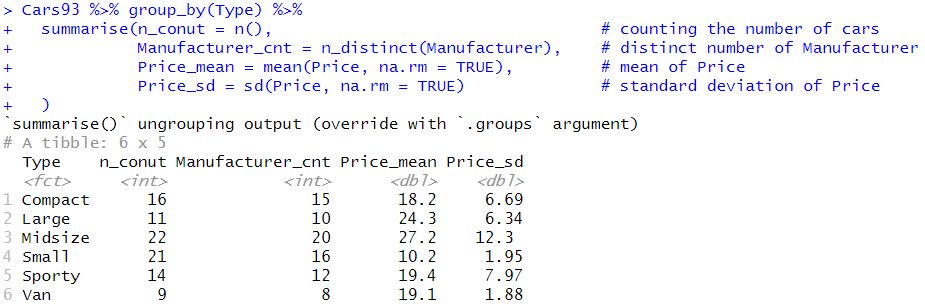 > Cars93 %>% group_by(Type) %>%
+   summarise(n_conut = n(),                                # counting the number of cars
+             Manufacturer_cnt = n_distinct(Manufacturer),  # distinct number of Manufacturer
+             Price_mean = mean(Price, na.rm = TRUE),       # mean of Price
+             Price_sd = sd(Price, na.rm = TRUE)            # standard deviation of Price
+   )
`summarise()` ungrouping output (override with `.groups` argument)
# A tibble: 6 x 5
  Type    n_conut Manufacturer_cnt Price_mean Price_sd
  <fct>     <int>            <int>      <dbl>    <dbl>
1 Compact      16               15       18.2     6.69
2 Large        11               10       24.3     6.34
3 Midsize      22               20       27.2    12.3
4 Small        21               16       10.2     1.95
5 Sporty       14               12       19.4     7.97
6 Van           9                8       19.1     1.88